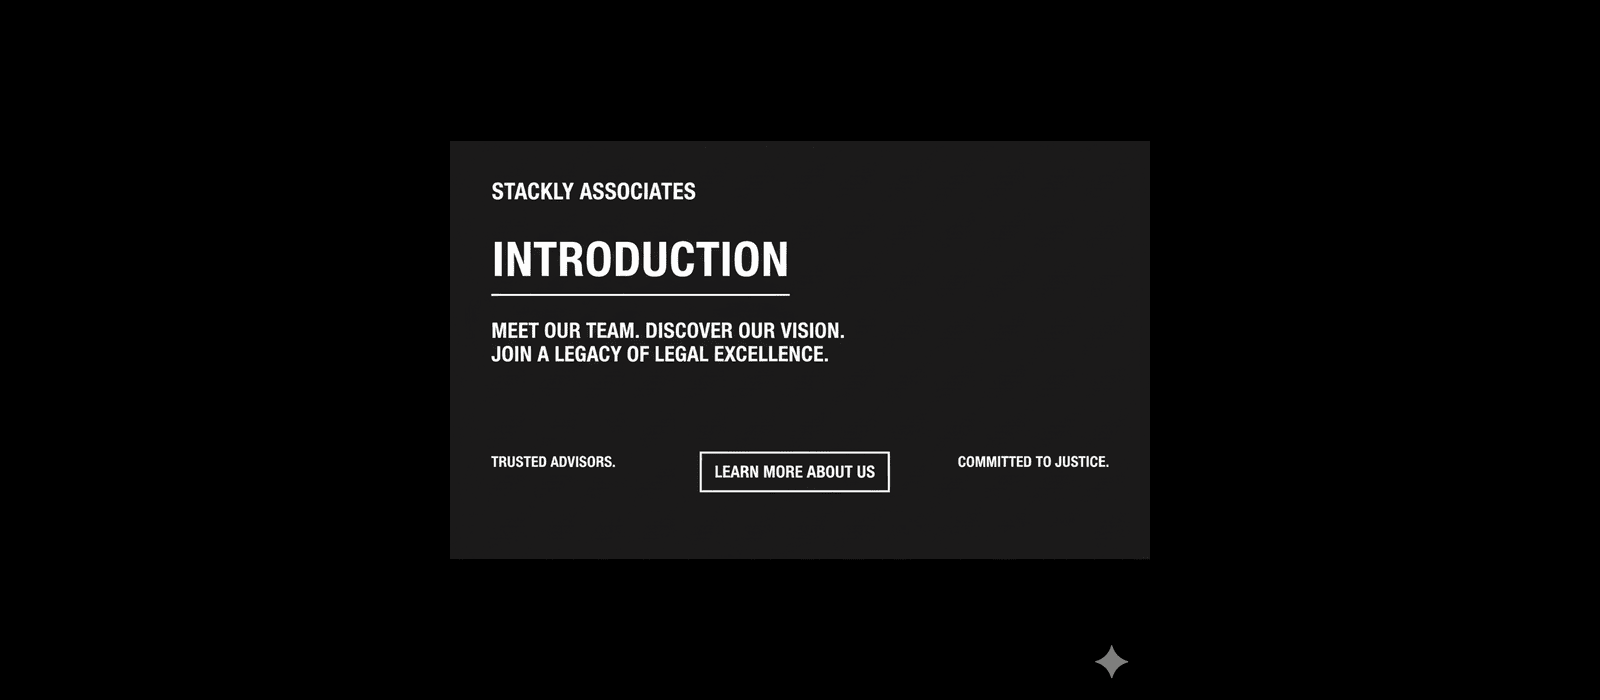 STACKLY ASSOCIATES
INTRODUCTION
MEET OUR TEAM. DISCOVER OUR VISION.
JOIN A LEGACY OF LEGAL EXCELLENCE.
TRUSTED ADVISORS.
LEARN MORE ABOUT US
COMMITTED TO JUSTICE.